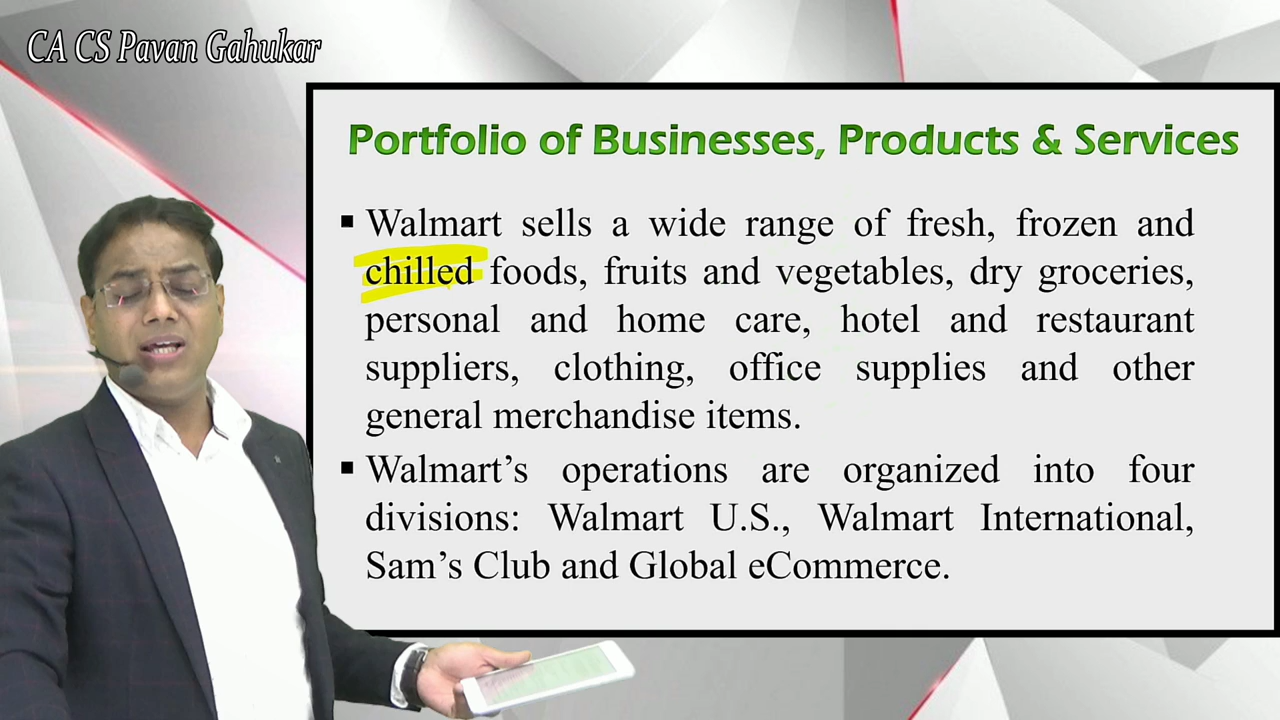 CA CS Pavan Gahukar
Portfolio of Businesses, Products & Services
▪ Walmart sells a wide range of fresh, frozen and
chilled foods, fruits and vegetables, dry groceries,
personal and home care, hotel and restaurant
suppliers, clothing, office supplies and other
general merchandise items.
▪ Walmart’s operations are organized into four
divisions: Walmart U.S., Walmart International,
Sam’s Club and Global eCommerce.